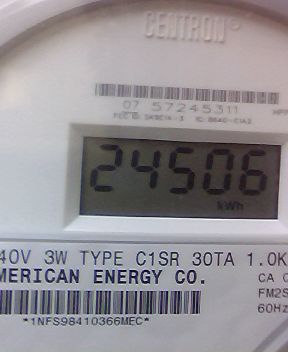 CENTRON®
07 57245311
24506
kWh
40V 3W TYPE C1SR 30TA 1.0K
MERICAN ENERGY CO.
CA
FM2S
60Hz
*1NFS98410366MEC*